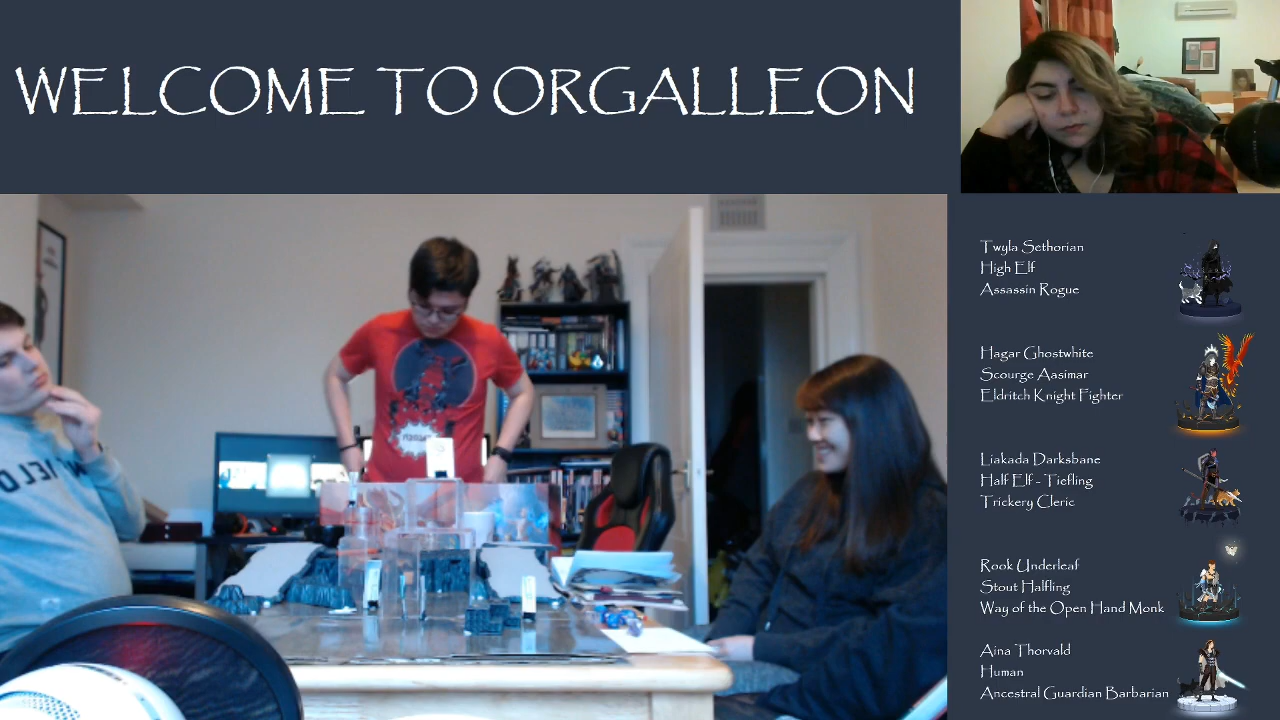 WELCOME TO ORGALLEON
Twyla Sethorian
High Elf
Assassin Rogue
Hagar Ghostwhite
Scourge Aasimar
Eldritch Knight Fighter
Liakada Darksbane
Half Elf - Tiefling
Trickery Cleric
Rook Underleaf
Stout Halfling
Way of the Open Hand Monk
Aina Thorvald
Human
Ancestral Guardian Barbarian